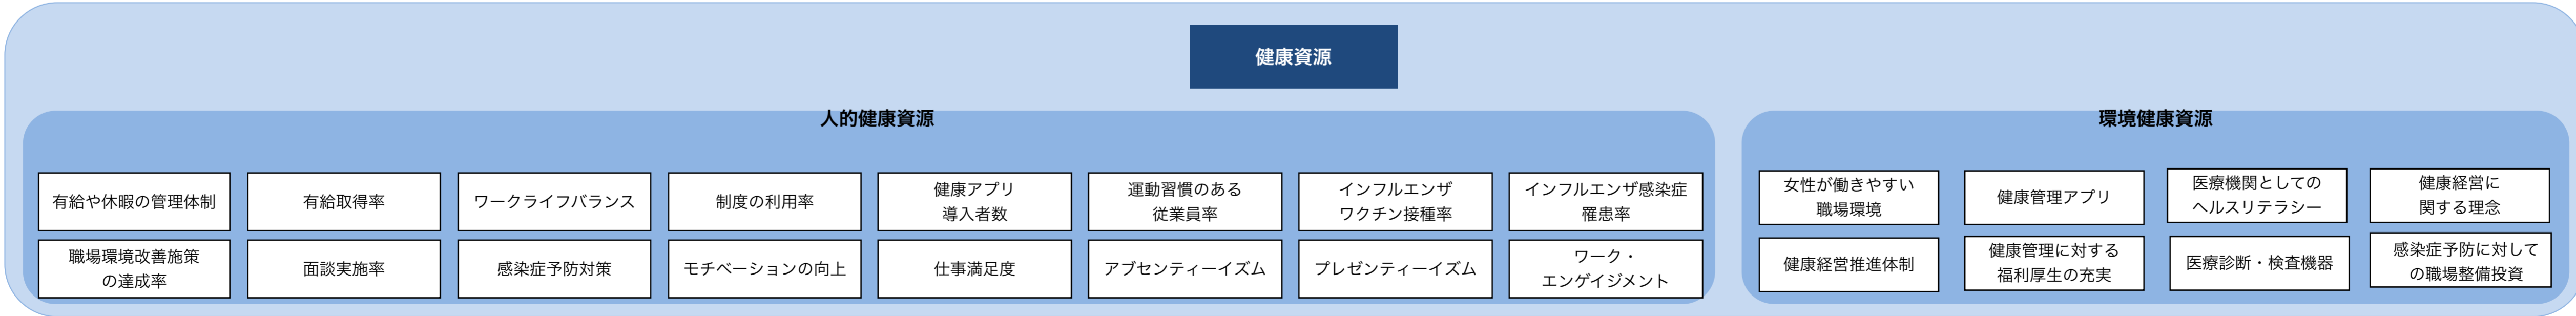 健康資源
人的健康資源
有給や休暇の管理体制
有給取得率
ワークライフバランス
制度の利用率
健康アプリ
導入者数
運動習慣のある
従業員率
インフルエンザ
ワクチン接種率
インフルエンザ感染症
罹患率
職場環境改善施策
の達成率
面談実施率
感染症予防対策
モチベーションの向上
仕事満足度
アブセンティーイズム
プレゼンティーイズム
ワーク・
エンゲイジメント
環境健康資源
女性が働きやすい
職場環境
健康管理アプリ
医療機関としての
ヘルスリテラシー
健康経営に
関する理念
健康経営推進体制
健康管理に対する
福利厚生の充実
医療診断・検査機器
感染症予防に対して
の職場整備投資